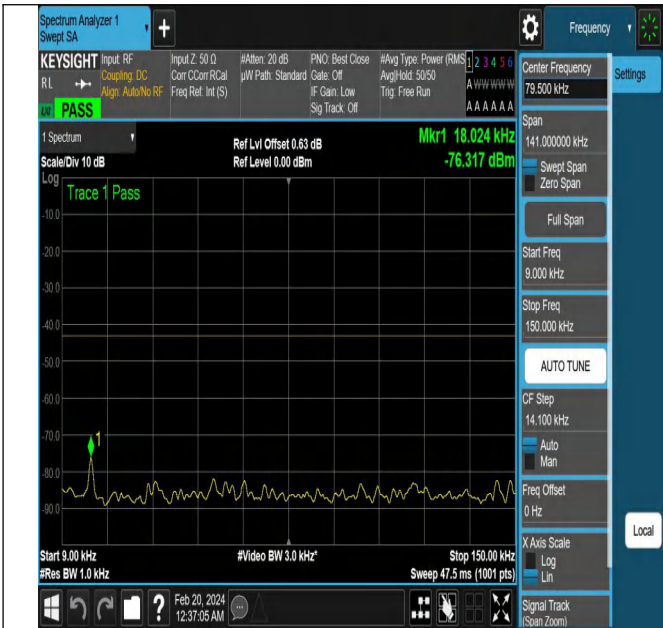 Spectrum Analyzer 1
Swept SA
+
Frequency
KEYSIGHT
Input: RF
Coupling: DC
Align: Auto/No RF
Input Z: 50 Ω
Corr CCorr RCal
Freq Ref: Int (S)
#Atten: 20 dB
µW Path: Standard
PNO: Best Close
Gate: Off
IF Gain: Low
Sig Track: Off
#Avg Type: Power (RMS
Avg|Hold: 50/50
Trig: Free Run
1 2 3 4 5 6
A W W W W W
A A A A A A
R L
LXI
PASS
1 Spectrum
Scale/Div 10 dB
Ref Lvl Offset 0.63 dB
Ref Level 0.00 dBm
Mkr1 18.024 kHz
-76.317 dBm
Log
Trace 1 Pass
-10.0
-20.0
-30.0
-40.0
-50.0
-60.0
-70.0
-80.0
-90.0
1
Start 9.00 kHz
#Res BW 1.0 kHz
#Video BW 3.0 kHz*
Stop 150.00 kHz
Sweep 47.5 ms (1001 pts)
?
Feb 20, 2024
12:37:05 AM
Center Frequency
79.500 kHz
Settings
Span
141.000000 kHz
Swept Span
Zero Span
Full Span
Start Freq
9.000 kHz
Stop Freq
150.000 kHz
AUTO TUNE
CF Step
14.100 kHz
Auto
Man
Freq Offset
0 Hz
X Axis Scale
Log
Lin
Local
Signal Track
(Span Zoom)